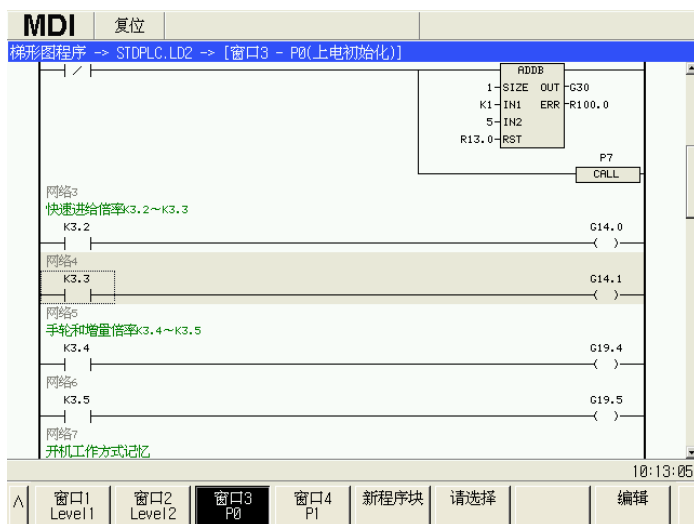 MDI 复位
梯形图程序 -> STDPLC.LD2 -> [窗口3 - P0(上电初始化)]
ADDB
1 SIZE OUT G30
K1 IN1 ERR R100.0
5 IN2
R13.0 RST
P7
CALL
网络3
快速进给倍率K3.2~K3.3
K3.2 G14.0
网络4
K3.3 G14.1
网络5
手轮和增量倍率K3.4~K3.5
K3.4 G19.4
网络6
K3.5 G19.5
网络7
开机工作方式记忆
10:13:05
窗口1 窗口2 窗口3 窗口4 新程序块 请选择 编辑
Level1 Level2 P0 P1